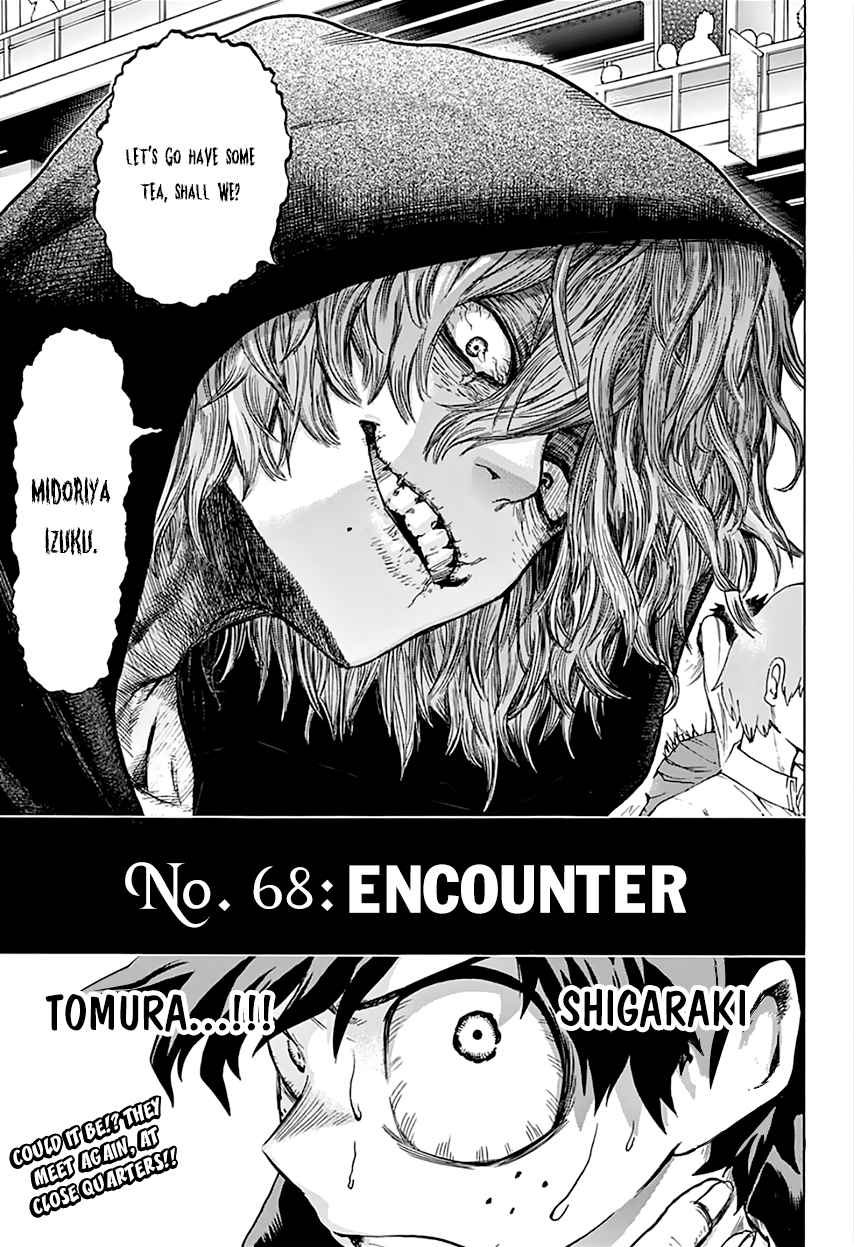 LET'S GO HAVE SOME
TEA, SHALL WE?
MIDORIYA
IZUKU.
No. 68: ENCOUNTER
SHIGARAKI
TOMURA...!!!
COULD IT BE!? THEY
MEET AGAIN, AT
CLOSE QUARTERS!!